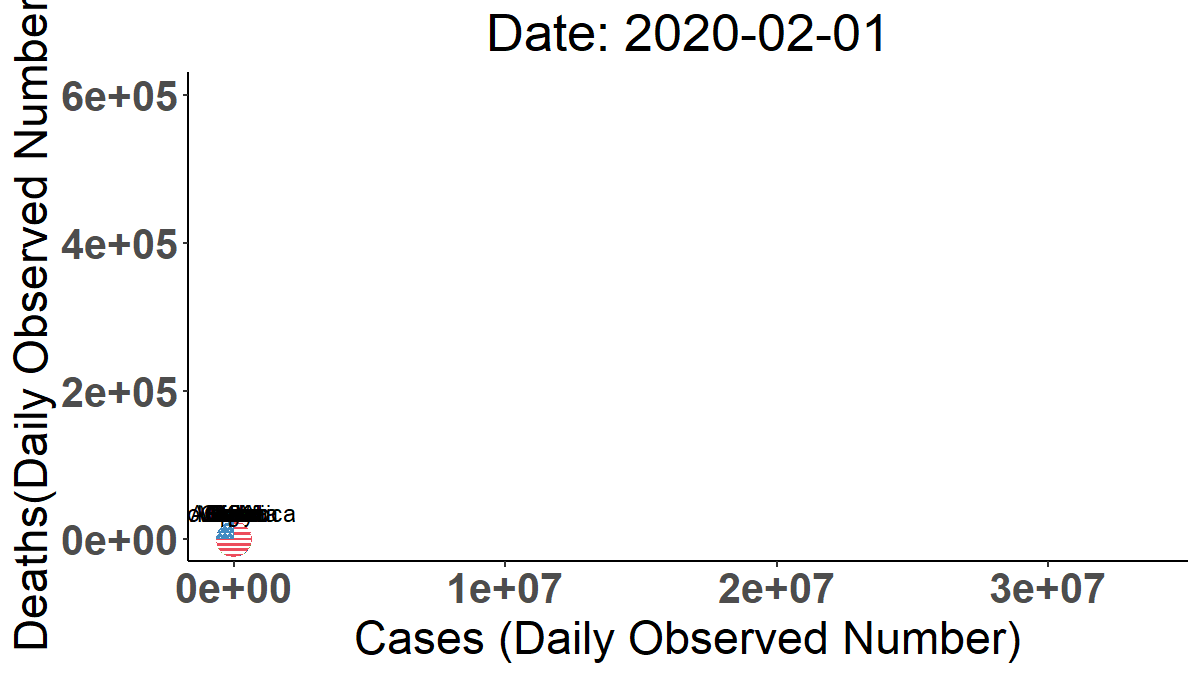 Date: 2020-02-01
Deaths(Daily Observed Number
6e+05
4e+05
2e+05
0e+00
0e+00 1e+07 2e+07 3e+07
Cases (Daily Observed Number)